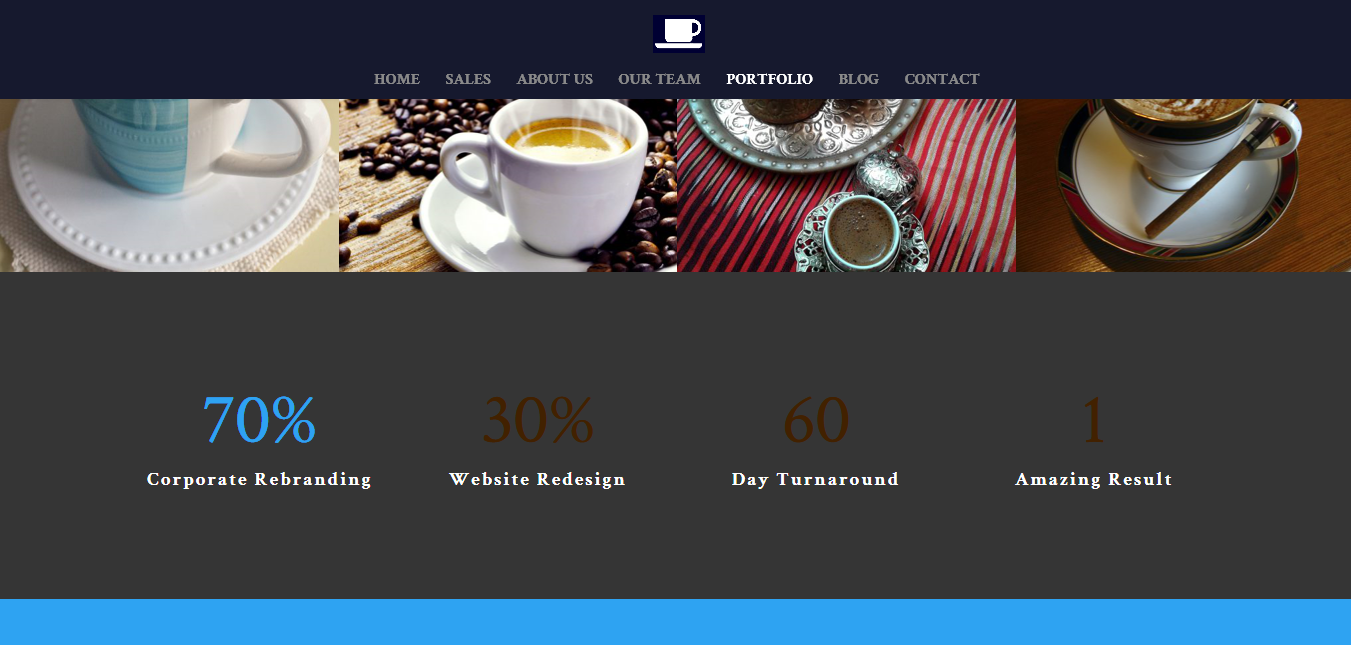 HOME SALES ABOUT US OUR TEAM PORTFOLIO BLOG CONTACT
70% 30% 60 1
Corporate Rebranding Website Redesign Day Turnaround Amazing Result